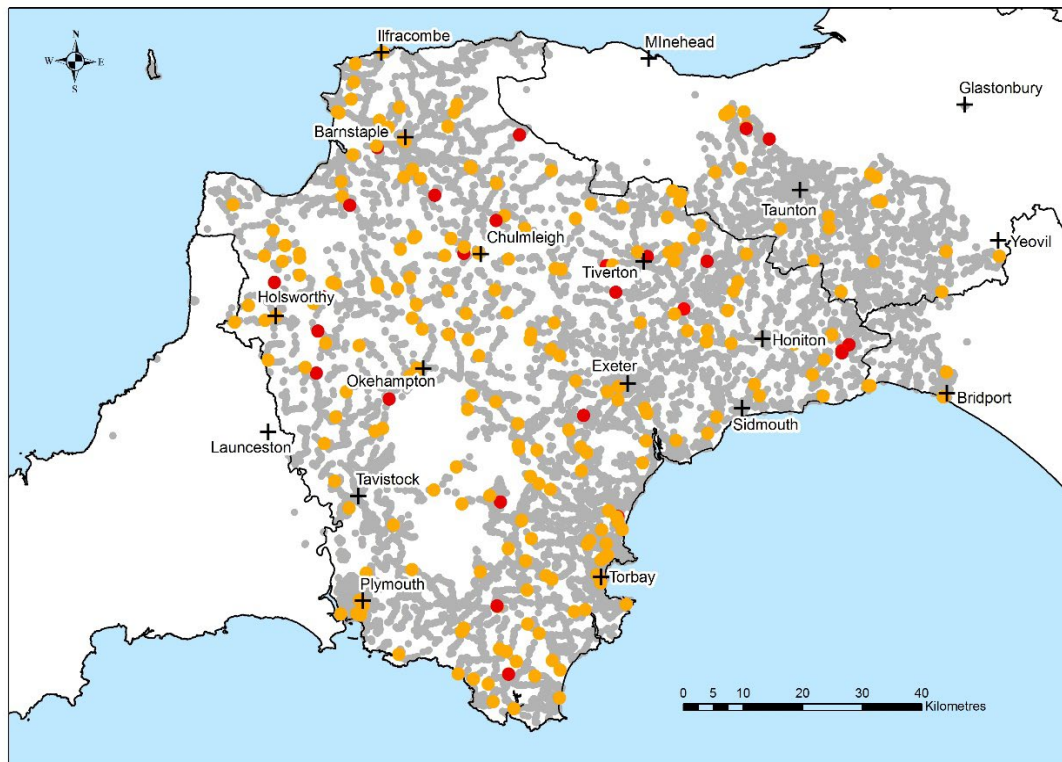 N
W E
S
Ilfracombe
MInehead
Glastonbury
Barnstaple
Taunton
Yeovil
Chulmleigh
Tiverton
Holsworthy
Honiton
Okehampton
Exeter
Bridport
Sidmouth
Launceston
Tavistock
Plymouth
Torbay
0 5 10 20 30 40
Kilometres